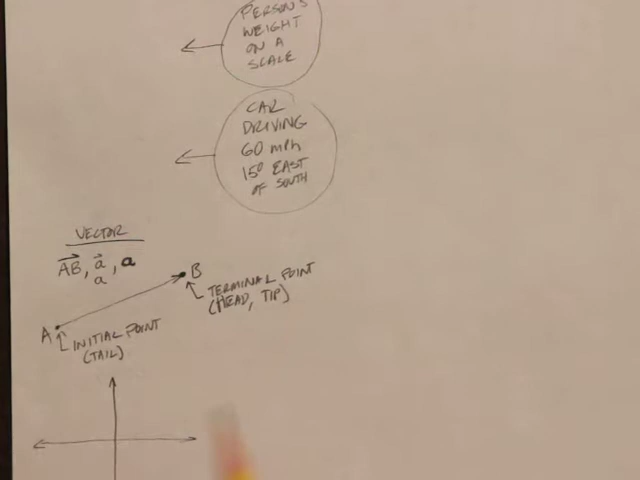 PERSON'S
WEIGHT
ON A
SCALE
CAR
DRIVING
60 mph
15° EAST
OF SOUTH
VECTOR
AB, a, a
a
B
TERMINAL POINT
(HEAD, TIP)
A
INITIAL POINT
(TAIL)